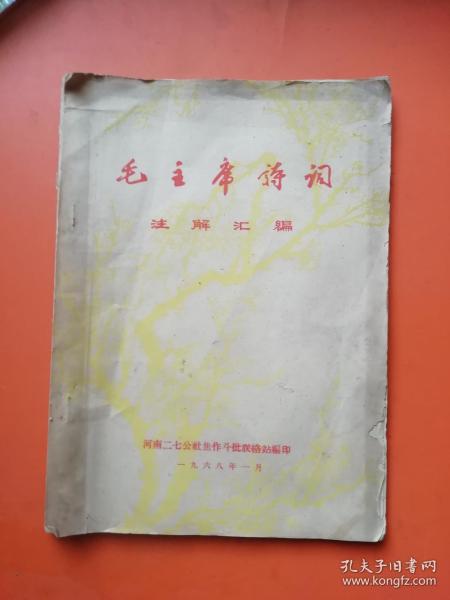 毛主席诗词
注解汇编
河南二七公社焦作斗批联络站编印
一九六八年一月
孔夫子旧书网
www.kongfz.com